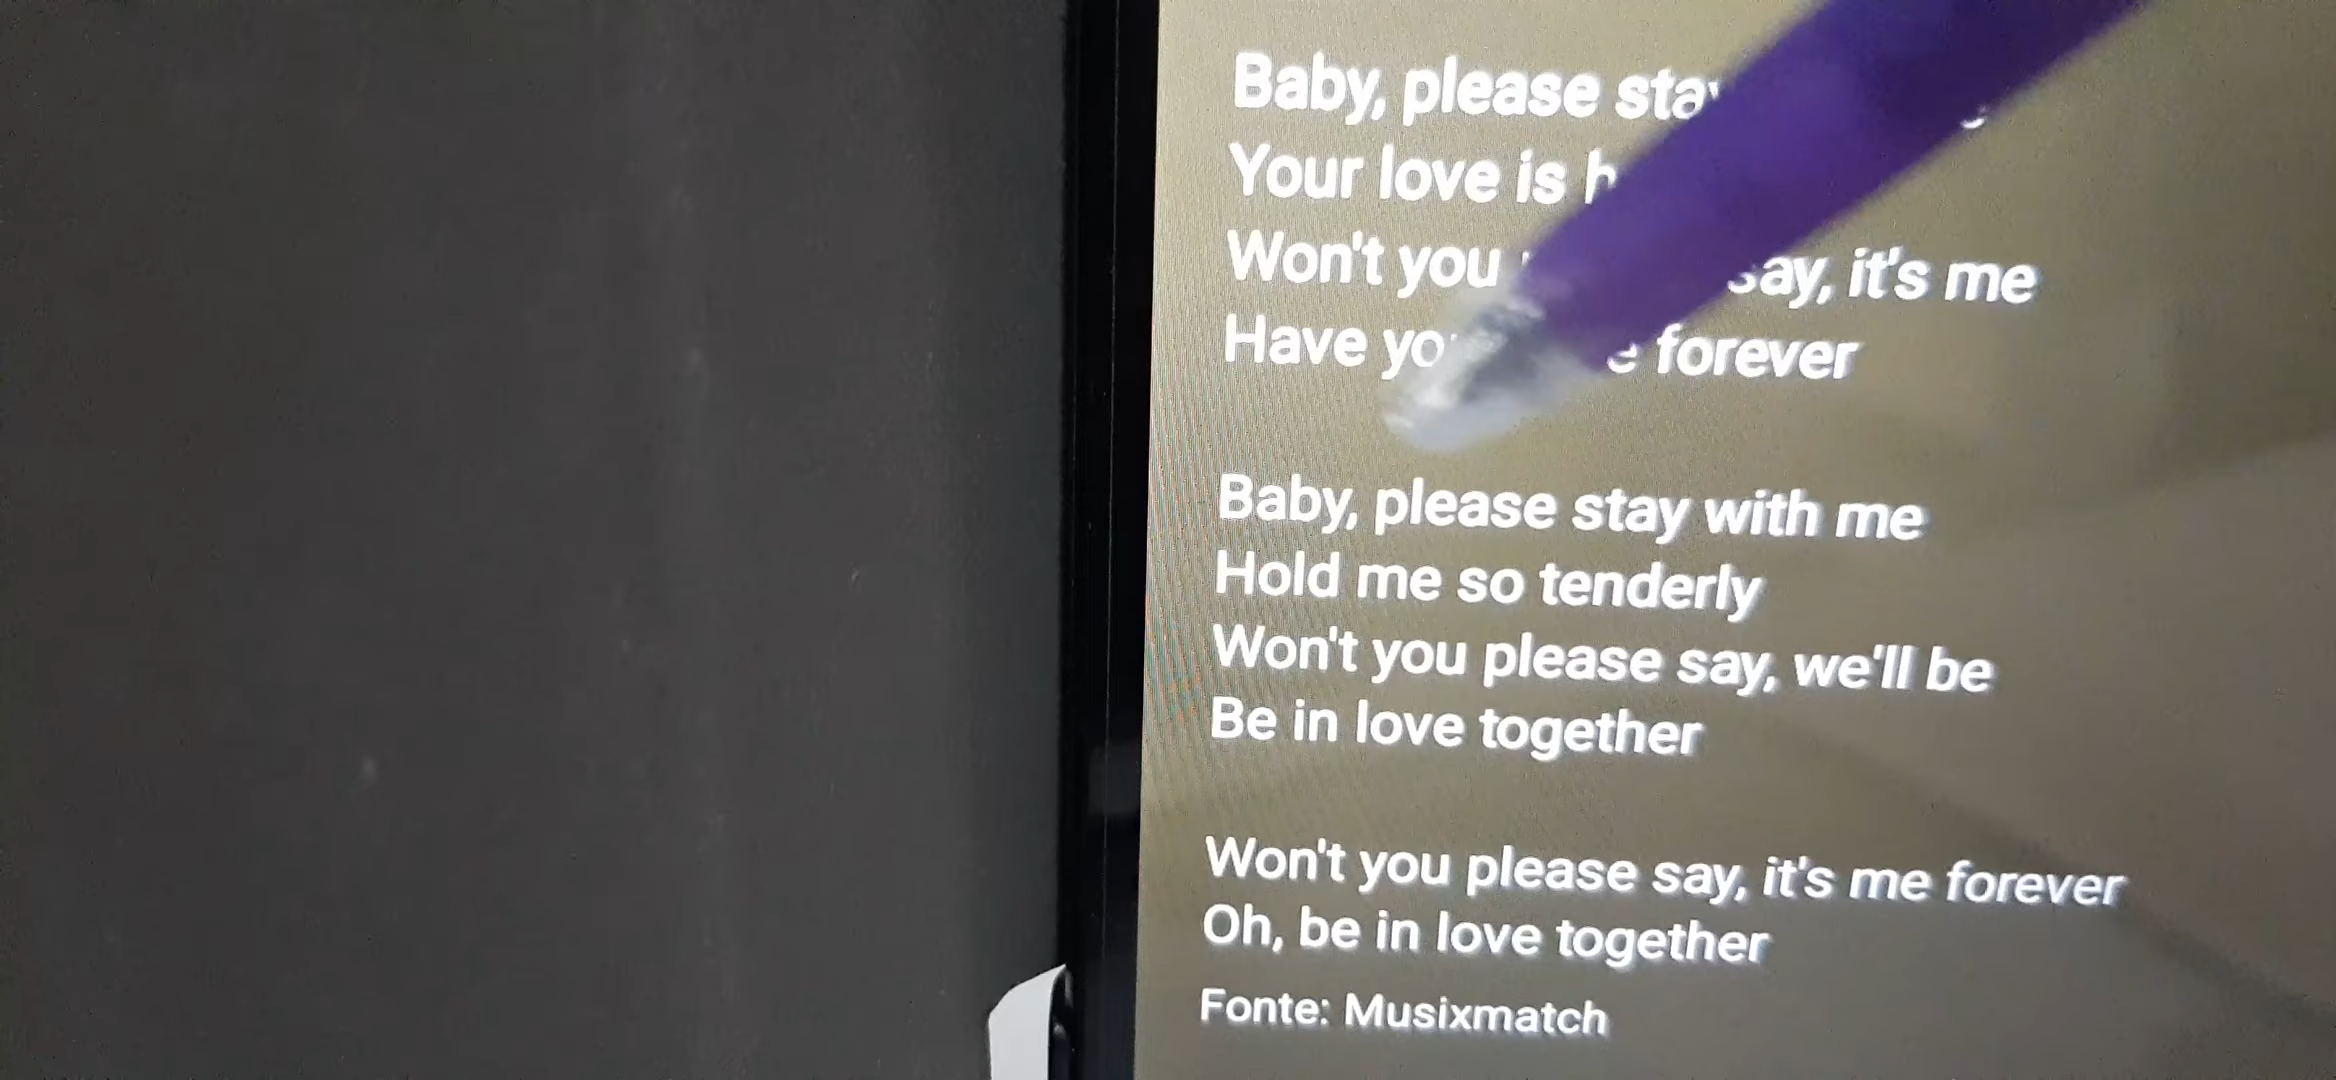 Baby, please
Your love is
Won't you say, it's me
Have forever
Baby, please stay with me
Hold me so tenderly
Won't you please say, we'll be
Be in love together
Won't you please say, it's me forever
Oh, be in love together
Fonte: Musixmatch